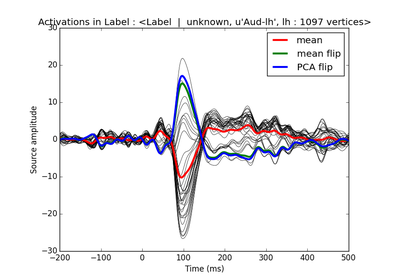 Activations in Label : <Label | unknown, u'Aud-lh', lh : 1097 vertices>
30
20
10
0
−10
−20
−30
Source amplitude
mean
mean flip
PCA flip
−200 −100 0 100 200 300 400 500
Time (ms)